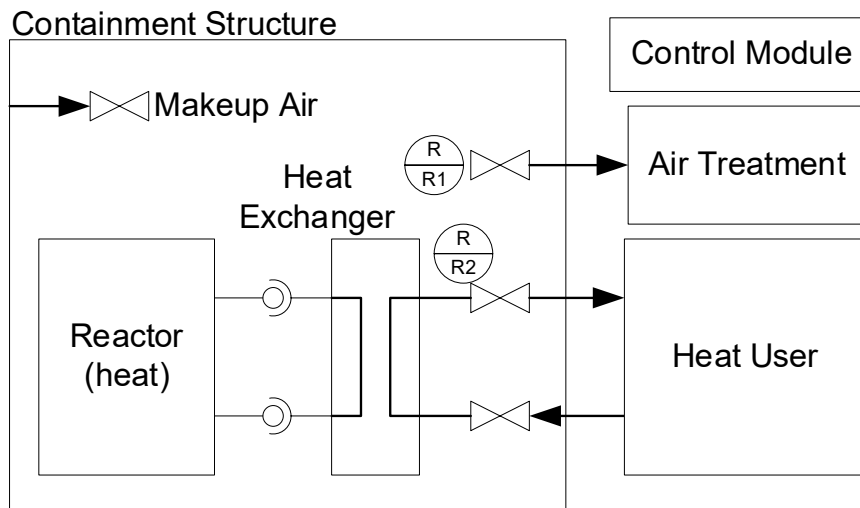 Containment Structure
Control Module
Makeup Air
R
R1
Air Treatment
Heat
Exchanger
R
R2
Reactor
(heat)
Heat User